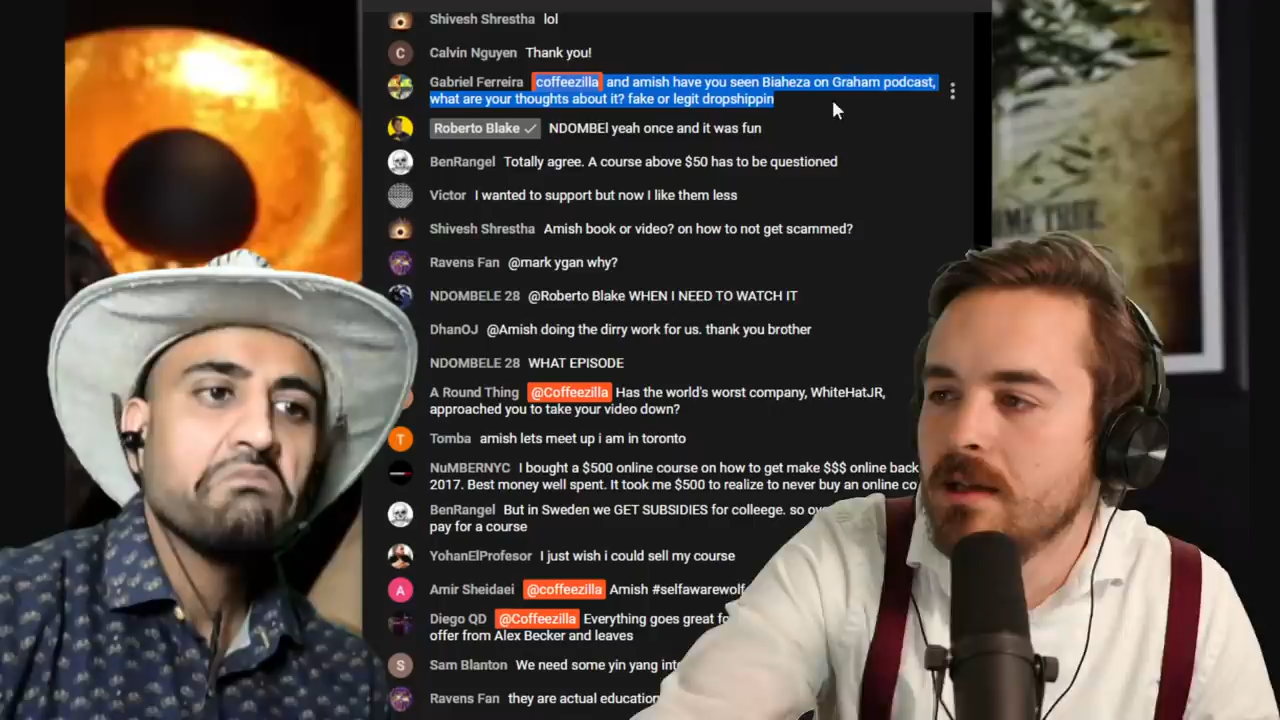 Shivesh Shrestha lol
Calvin Nguyen Thank you!
Gabriel Ferreira coffeezilla and amish have you seen Biaheza on Graham podcast,
what are your thoughts about it? fake or legit dropshippin
Roberto Blake NDOMBEl yeah once and it was fun
BenRangel Totally agree. A course above $50 has to be questioned
Victor I wanted to support but now I like them less
Shivesh Shrestha Amish book or video? on how to not get scammed?
Ravens Fan @mark ygan why?
NDOMBELE 28 @Roberto Blake WHEN I NEED TO WATCH IT
DhanOJ @Amish doing the dirry work for us. thank you brother
NDOMBELE 28 WHAT EPISODE
A Round Thing @Coffeezilla Has the world's worst company, WhiteHatJR,
approached you to take your video down?
T Tomba amish lets meet up i am in toronto
NuMBERNYC I bought a $500 online course on how to get make $$$ online back
2017. Best money well spent. It took me $500 to realize to never buy an online co
BenRangel But in Sweden we GET SUBSIDIES for colleege. so
pay for a course
YohanElProfesor I just wish i could sell my course
A Amir Sheidaei @coffeezilla Amish #selfawarewolf
Diego QD @Coffeezilla Everything goes great
offer from Alex Becker and leaves
S Sam Blanton We need some yin yang
Ravens Fan they are actual education